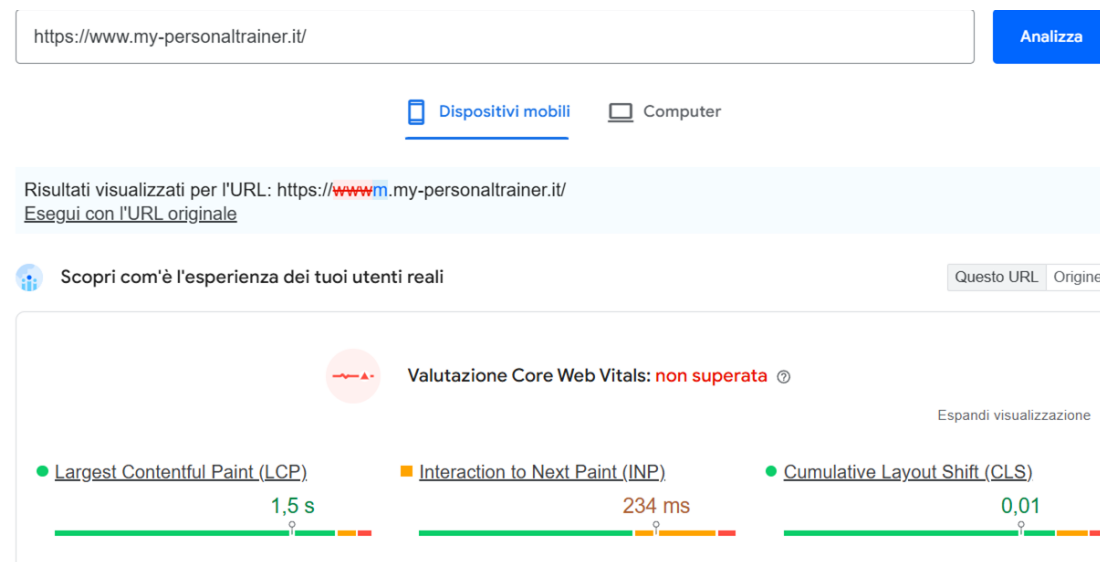 https://www.my-personaltrainer.it/
Analizza
Dispositivi mobili
Computer
Risultati visualizzati per l'URL: https://wwwm.my-personaltrainer.it/
Esegui con l'URL originale
Scopri com'è l'esperienza dei tuoi utenti reali
Questo URL
Origine
Valutazione Core Web Vitals: non superata
Espandi visualizzazione
Largest Contentful Paint (LCP)
1,5 s
Interaction to Next Paint (INP)
234 ms
Cumulative Layout Shift (CLS)
0,01